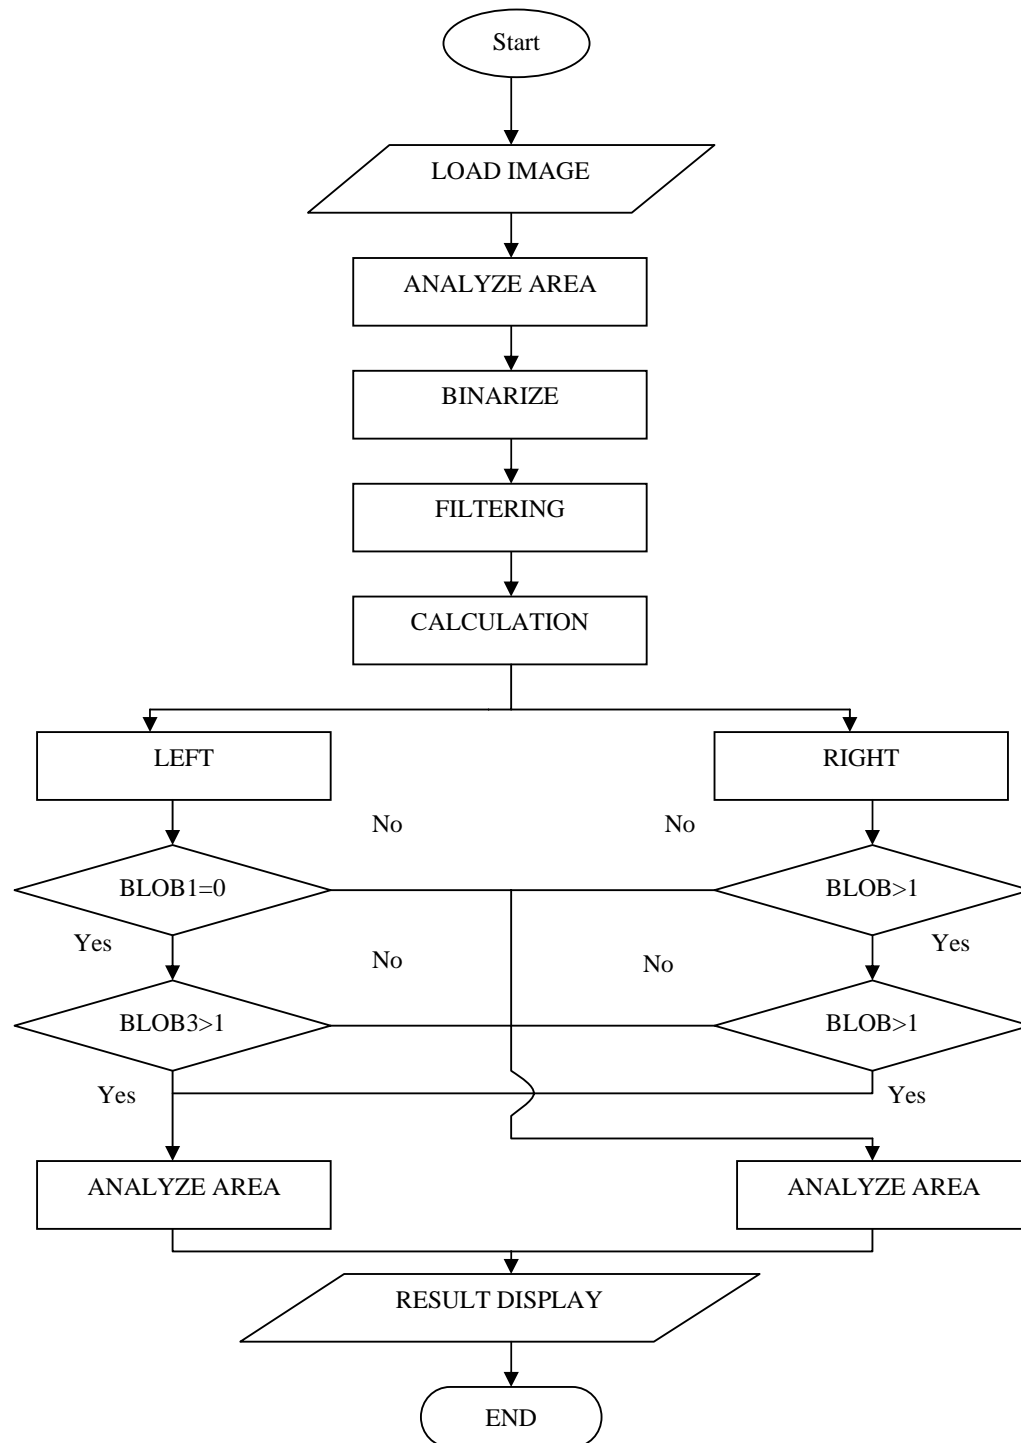 Start
LOAD IMAGE
ANALYZE AREA
BINARIZE
FILTERING
CALCULATION
LEFT
RIGHT
No
No
BLOB1=0
BLOB>1
Yes
Yes
No
No
BLOB3>1
BLOB>1
Yes
Yes
ANALYZE AREA
ANALYZE AREA
RESULT DISPLAY
END